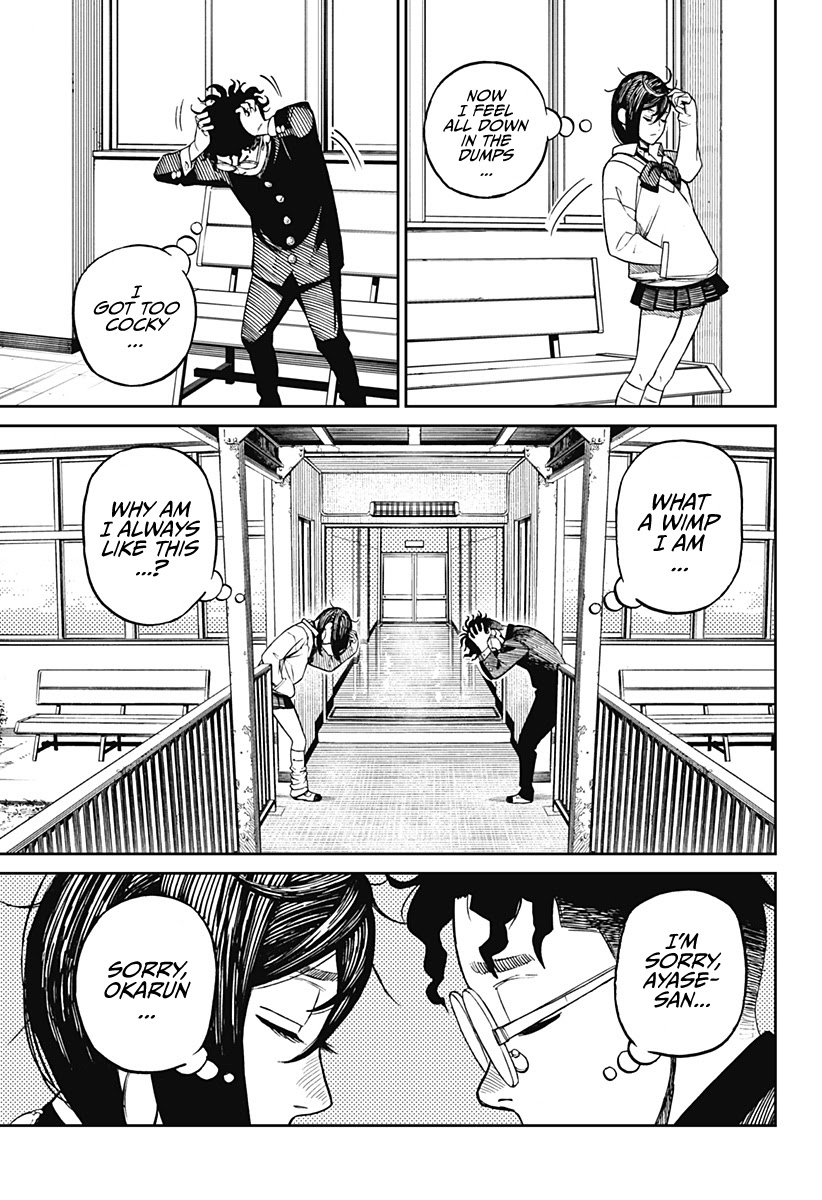 NOW
I FEEL
ALL DOWN
IN THE
DUMPS
...
I
GOT TOO
COCKY
...
WHAT
A WIMP
I AM
...
WHY AM
I ALWAYS
LIKE THIS
...?
I'M
SORRY,
AYASE-
SAN...
SORRY,
OKARUN
...